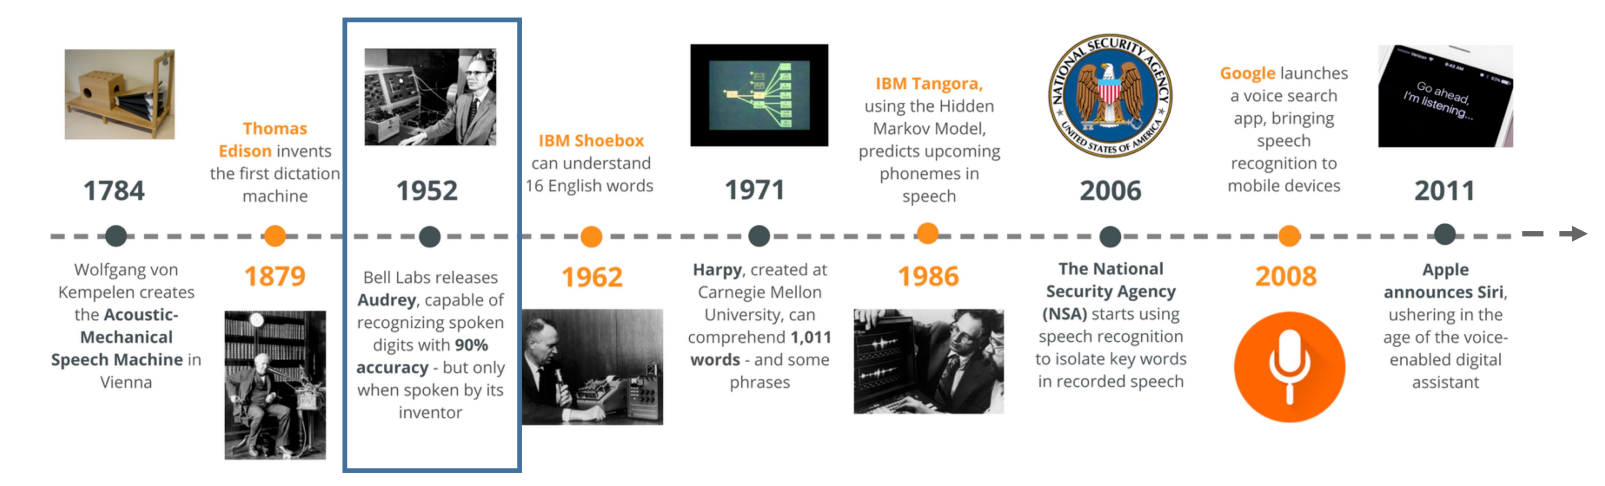 1784
Wolfgang von
Kempelen creates
the Acoustic-
Mechanical
Speech Machine in
Vienna
Thomas
Edison invents
the first dictation
machine
1879
1952
Bell Labs releases
Audrey, capable of
recognizing spoken
digits with 90%
accuracy - but only
when spoken by its
inventor
IBM Shoebox
can understand
16 English words
1962
1971
Harpy, created at
Carnegie Mellon
University, can
comprehend 1,011
words - and some
phrases
IBM Tangora,
using the Hidden
Markov Model,
predicts upcoming
phonemes in
speech
1986
NATIONAL SECURITY AGENCY
UNITED STATES OF AMERICA
2006
The National
Security Agency
(NSA) starts using
speech recognition
to isolate key words
in recorded speech
Google launches
a voice search
app, bringing
speech
recognition to
mobile devices
2008
9:43 AM
Go ahead,
I'm listening...
2011
Apple
announces Siri,
ushering in the
age of the voice-
enabled digital
assistant